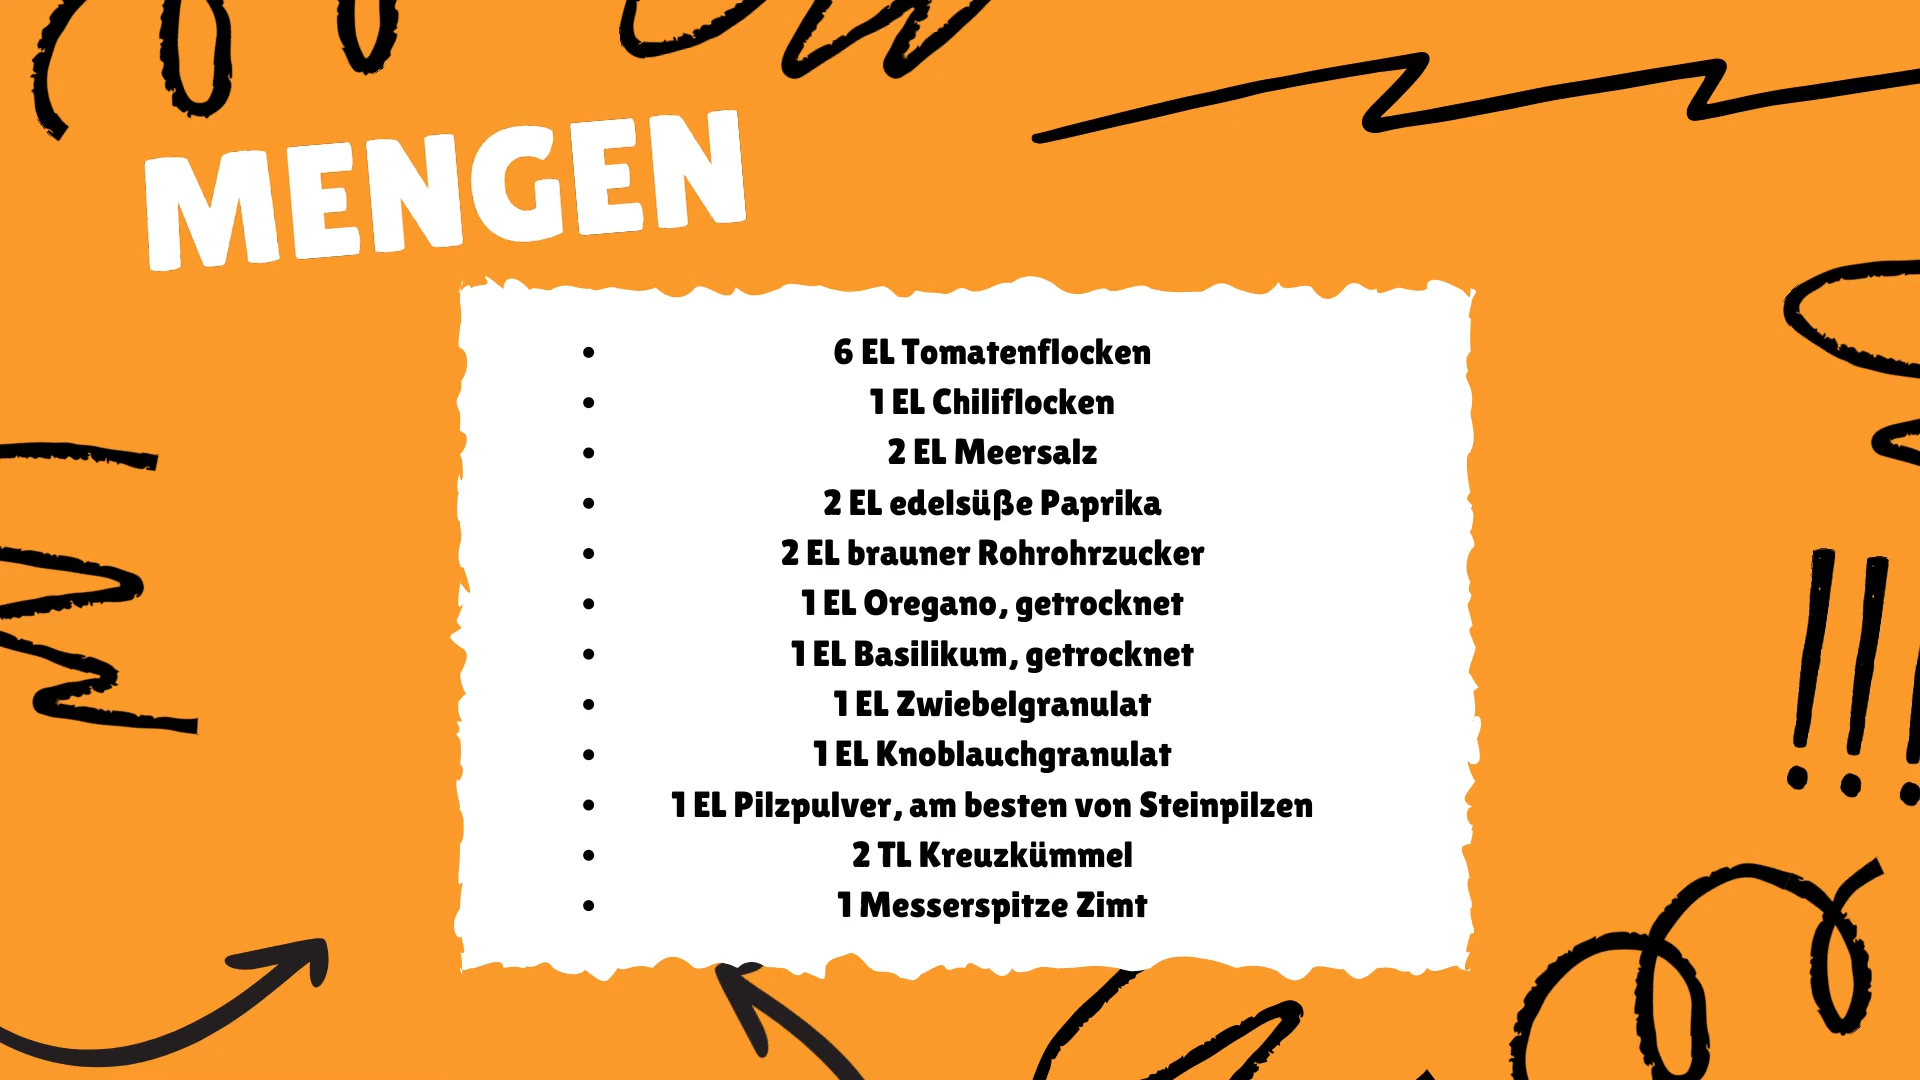 MENGEN
• 6 EL Tomatenflocken
• 1 EL Chiliflocken
• 2 EL Meersalz
• 2 EL edelsüße Paprika
• 2 EL brauner Rohrohrzucker
• 1 EL Oregano, getrocknet
• 1 EL Basilikum, getrocknet
• 1 EL Zwiebelgranulat
• 1 EL Knoblauchgranulat
• 1 EL Pilzpulver, am besten von Steinpilzen
• 2 TL Kreuzkümmel
• 1 Messerspitze Zimt